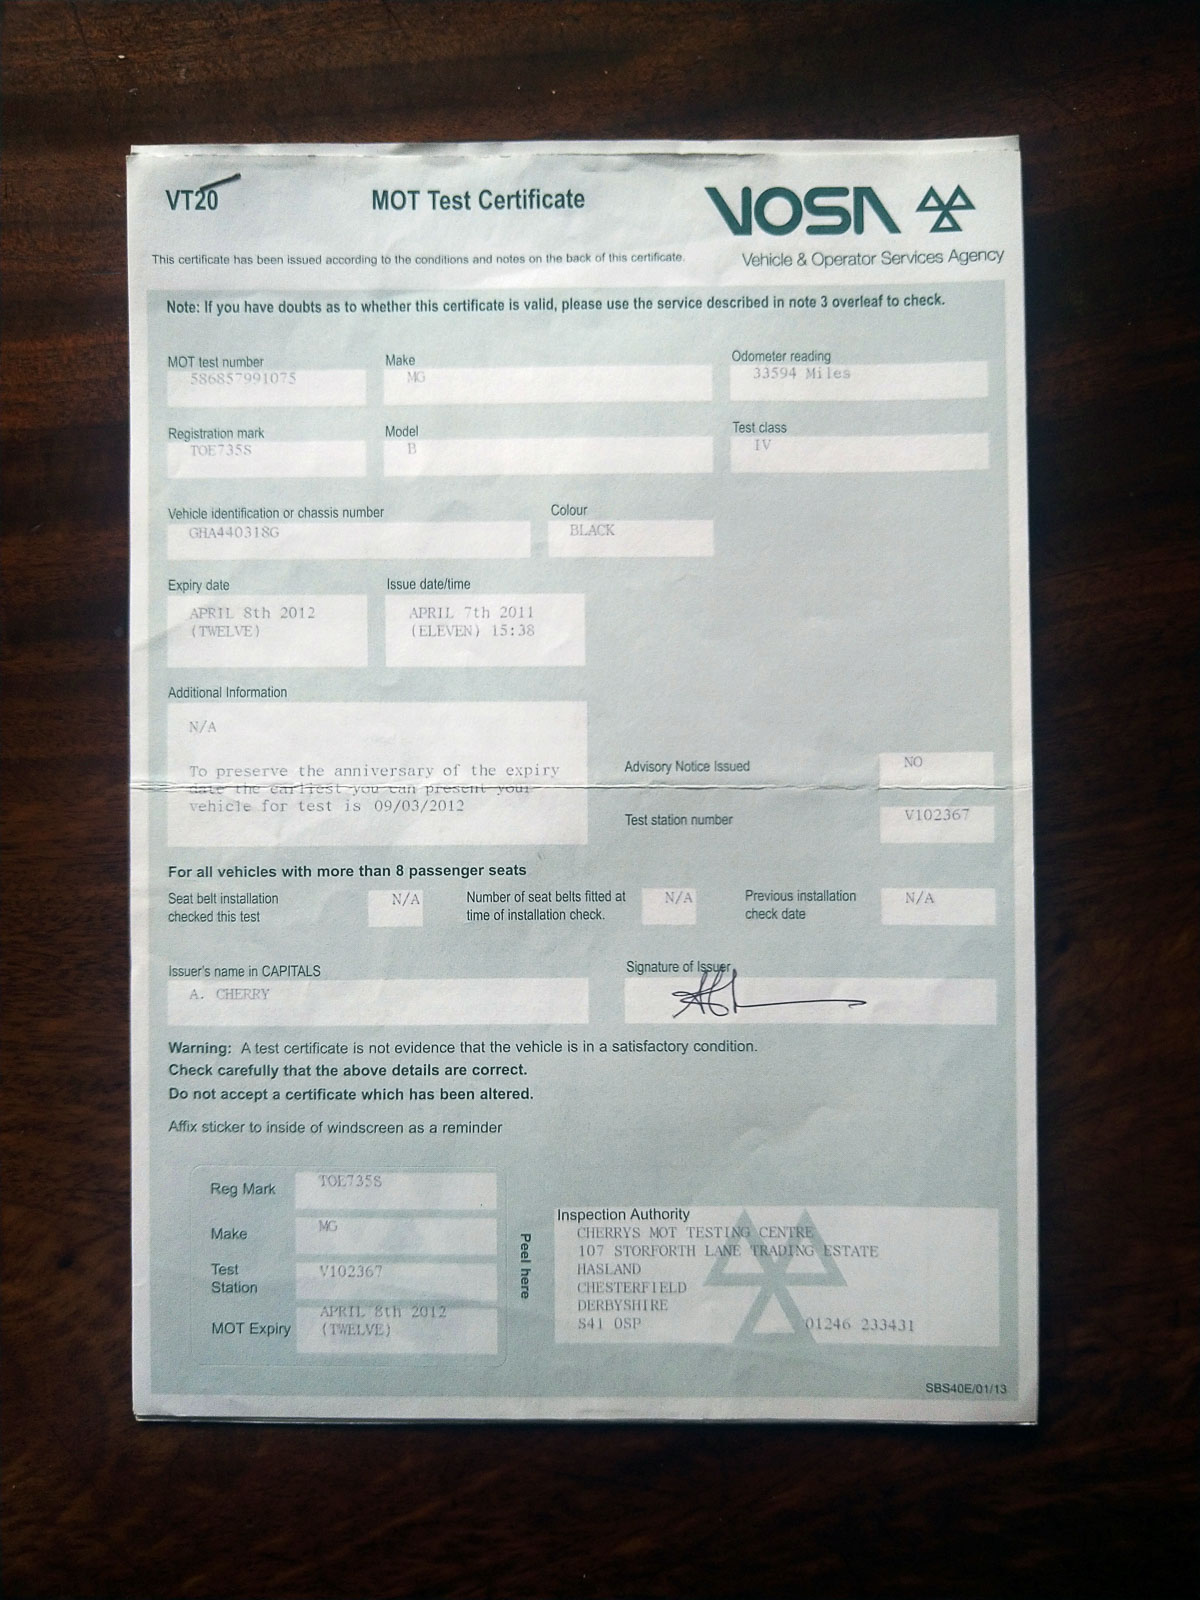 VT20
MOT Test Certificate
VOSA
Vehicle & Operator Services Agency
This certificate has been issued according to the conditions and notes on the back of this certificate.
Note: If you have doubts as to whether this certificate is valid, please use the service described in note 3 overleaf to check.
MOT test number
586857991075
Make
MG
Odometer reading
33594 Miles
Registration mark
TOE735S
Model
B
Test class
IV
Vehicle identification or chassis number
GHA440318G
Colour
BLACK
Expiry date
APRIL 8th 2012
(TWELVE)
Issue date/time
APRIL 7th 2011
(ELEVEN) 15:38
Additional Information
N/A
To preserve the anniversary of the expiry
date the earliest you can present your
vehicle for test is 09/03/2012
Advisory Notice Issued
NO
Test station number
V102367
For all vehicles with more than 8 passenger seats
Seat belt installation
checked this test
N/A
Number of seat belts fitted at
time of installation check.
N/A
Previous installation
check date
N/A
Issuer's name in CAPITALS
A. CHERRY
Signature of Issuer
Warning: A test certificate is not evidence that the vehicle is in a satisfactory condition.
Check carefully that the above details are correct.
Do not accept a certificate which has been altered.
Affix sticker to inside of windscreen as a reminder
Reg Mark
TOE735S
Make
MG
Test
Station
V102367
MOT Expiry
APRIL 8th 2012
(TWELVE)
Peel here
Inspection Authority
CHERRYS MOT TESTING CENTRE
107 STORFORTH LANE TRADING ESTATE
HASLAND
CHESTERFIELD
DERBYSHIRE
S41 0SP 01246 233431
SBS40E/01/13